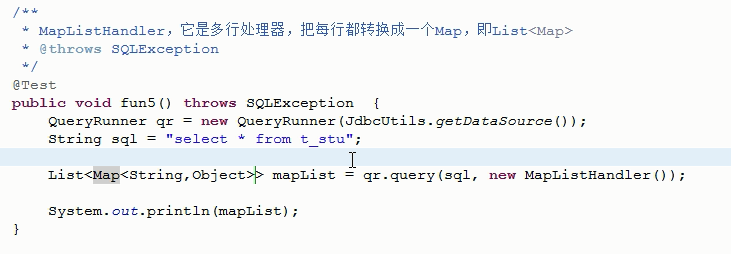 /**
 * MapListHandler，它是多行处理器，把每行都转换成一个Map，即List<Map>
 * @throws SQLException
 */
@Test
public void fun5() throws SQLException  {
    QueryRunner qr = new QueryRunner(JdbcUtils.getDataSource());
    String sql = "select * from t_stu";
    List<Map<String,Object>> mapList = qr.query(sql, new MapListHandler());
    System.out.println(mapList);
}